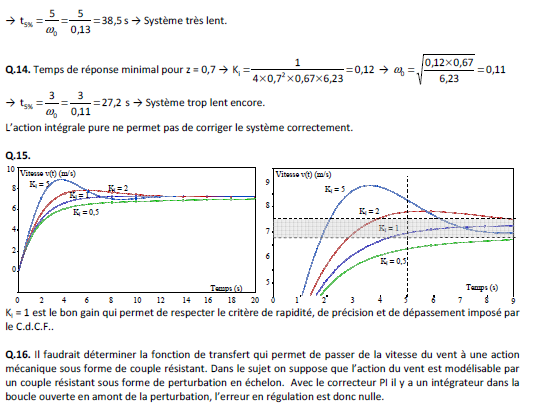 → t5% = 5/ω0 = 5/0,13 = 38,5 s → Système très lent.
Q.14. Temps de réponse minimal pour z = 0,7 → Ki = 1/(4×0,7²×0,67×6,23) = 0,12 → ω0 = √(0,12×0,67/6,23) = 0,11
→ t5% = 3/ω0 = 3/0,11 = 27,2 s → Système trop lent encore.
L'action intégrale pure ne permet pas de corriger le système correctement.
Q.15.
10
8
6
4
2
0
Vitesse v(t) (m/s)
Ki = 5
Ki = 2
Ki = 1
Ki = 0,5
Temps (s)
0 2 4 6 8 10 12 14 16 18 20
9
8
7
6
5
Vitesse v(t) (m/s)
Ki = 5
Ki = 2
Ki = 1
Ki = 0,5
Temps (s)
0 1 2 3 4 5 6 7 8 9
Ki = 1 est le bon gain qui permet de respecter le critère de rapidité, de précision et de dépassement imposé par
le C.d.C.F..
Q.16. Il faudrait déterminer la fonction de transfert qui permet de passer de la vitesse du vent à une action
mécanique sous forme de couple résistant. Dans le sujet on suppose que l'action du vent est modélisable par
un couple résistant sous forme de perturbation en échelon. Avec le correcteur PI il y a un intégrateur dans la
boucle ouverte en amont de la perturbation, l'erreur en régulation est donc nulle.